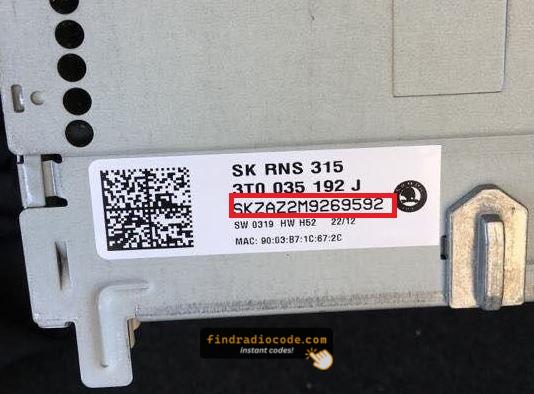 SK RNS 315
3T0 035 192 J
SKZAZ2M9269592
SW 0319 HW H52 22/12
MAC: 90:03:B7:1C:67:2C
findradiocode.com
instant codes!